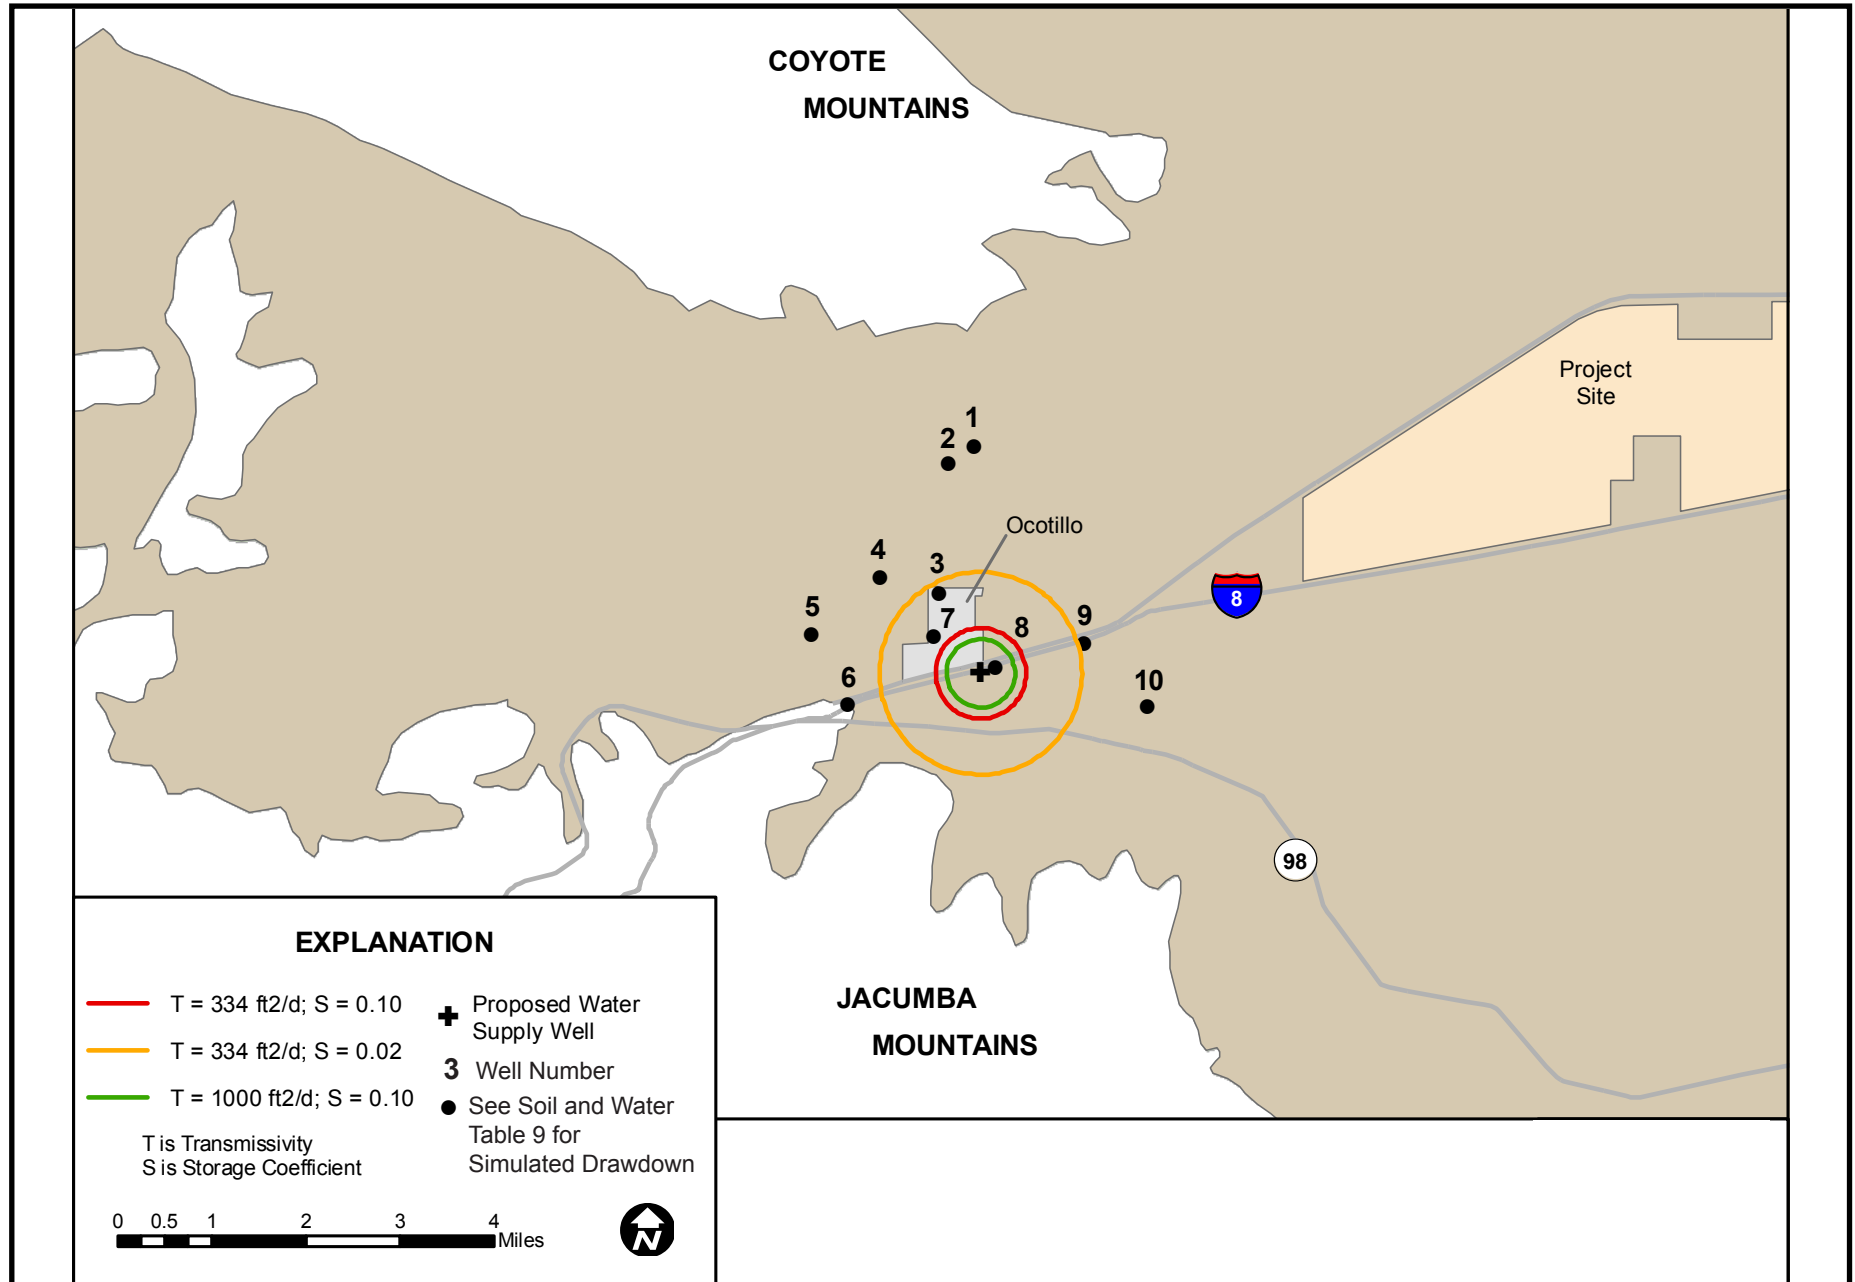 COYOTE
MOUNTAINS
Project
Site
1
2
Ocotillo
4
3
5
7
8
9
8
6
10
98
EXPLANATION
T = 334 ft2/d; S = 0.10
T = 334 ft2/d; S = 0.02
T = 1000 ft2/d; S = 0.10
T is Transmissivity
S is Storage Coefficient
Proposed Water
Supply Well
3 Well Number
See Soil and Water
Table 9 for
Simulated Drawdown
0 0.5 1 2 3 4
Miles
N
JACUMBA
MOUNTAINS